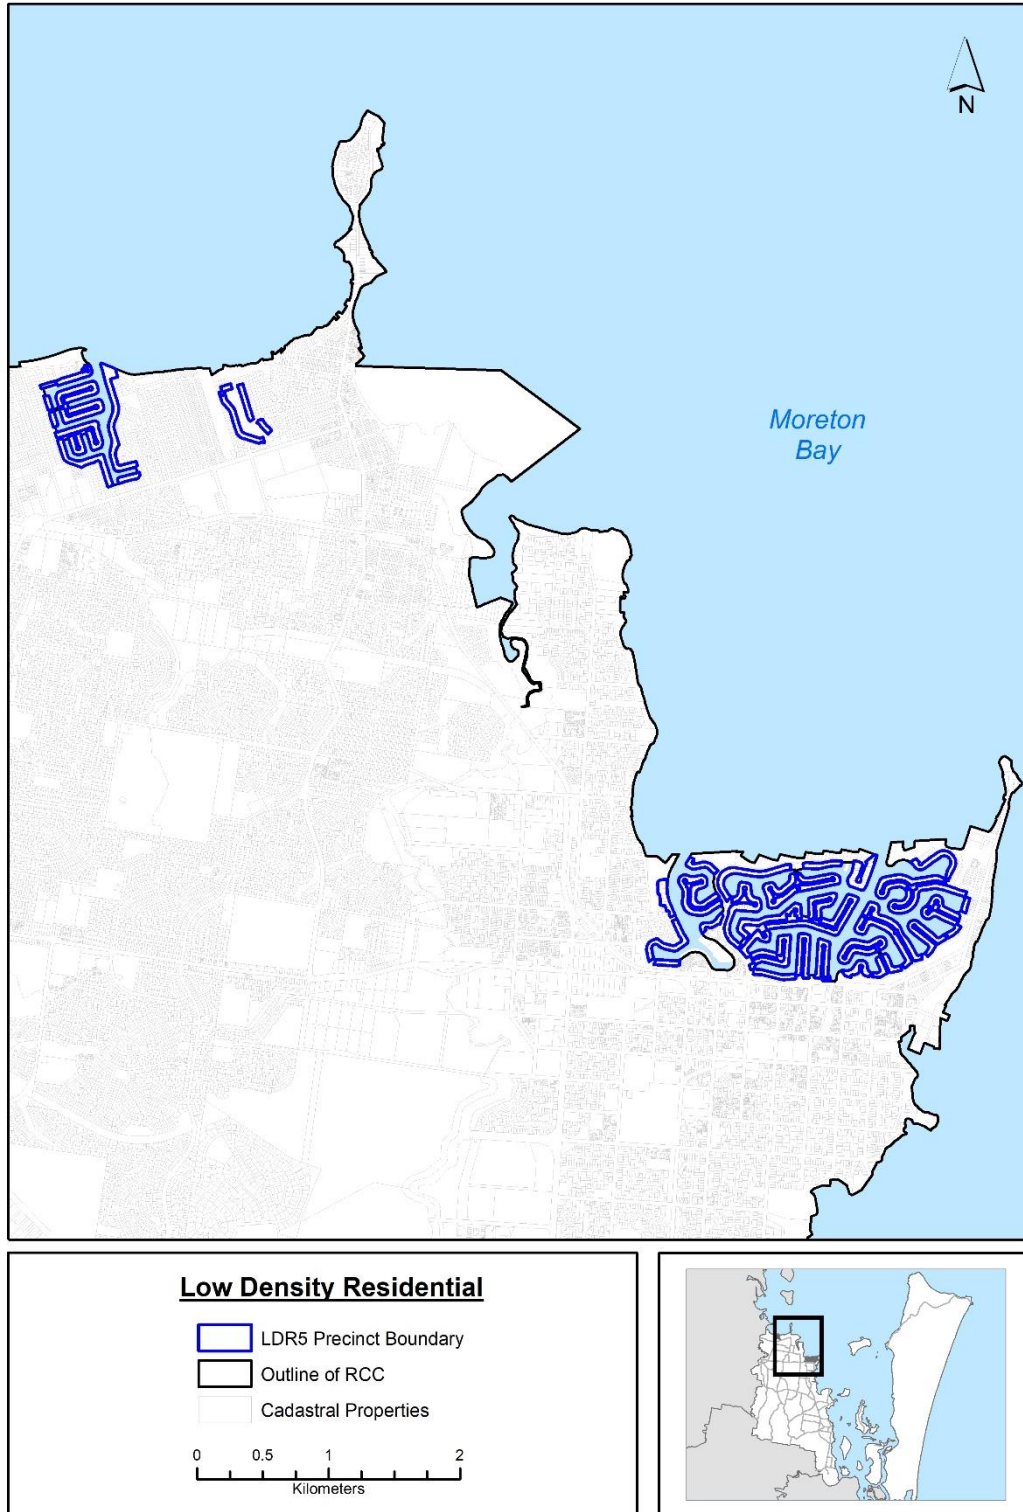 N
Moreton
Bay
Low Density Residential
LDR5 Precinct Boundary
Outline of RCC
Cadastral Properties
0 0.5 1 2
Kilometers